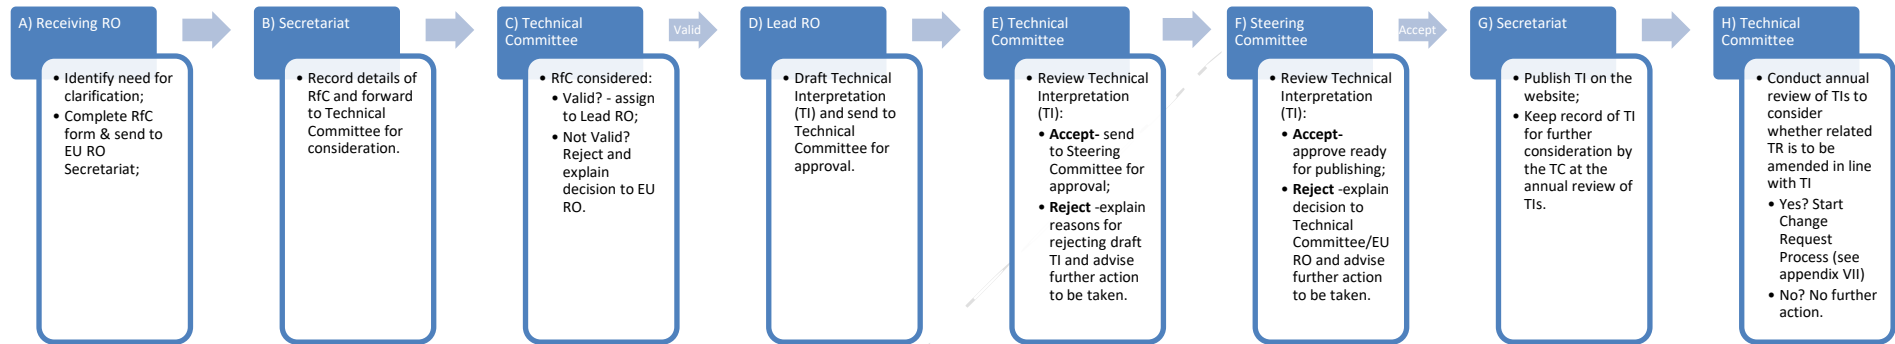 A) Receiving RO
• Identify need for
clarification;
• Complete RfC
form & send to
EU RO
Secretariat;
B) Secretariat
• Record details of
RfC and forward
to Technical
Committee for
consideration.
C) Technical
Committee
• RfC considered:
• Valid? - assign
to Lead RO;
• Not Valid?
Reject and
explain
decision to EU
RO.
Valid
D) Lead RO
• Draft Technical
Interpretation
(TI) and send to
Technical
Committee for
approval.
E) Technical
Committee
• Review Technical
Interpretation
(TI):
• Accept- send
to Steering
Committee for
approval;
• Reject -explain
reasons for
rejecting draft
TI and advise
further action
to be taken.
F) Steering
Committee
• Review Technical
Interpretation
(TI):
• Accept-
approve ready
for publishing;
• Reject -explain
decision to
Technical
Committee/EU
RO and advise
further action
to be taken.
Accept
G) Secretariat
• Publish TI on the
website;
• Keep record of TI
for further
consideration by
the TC at the
annual review of
TIs.
H) Technical
Committee
• Conduct annual
review of TIs to
consider
whether related
TR is to be
amended in line
with TI
• Yes? Start
Change
Request
Process (see
appendix VII)
• No? No further
action.